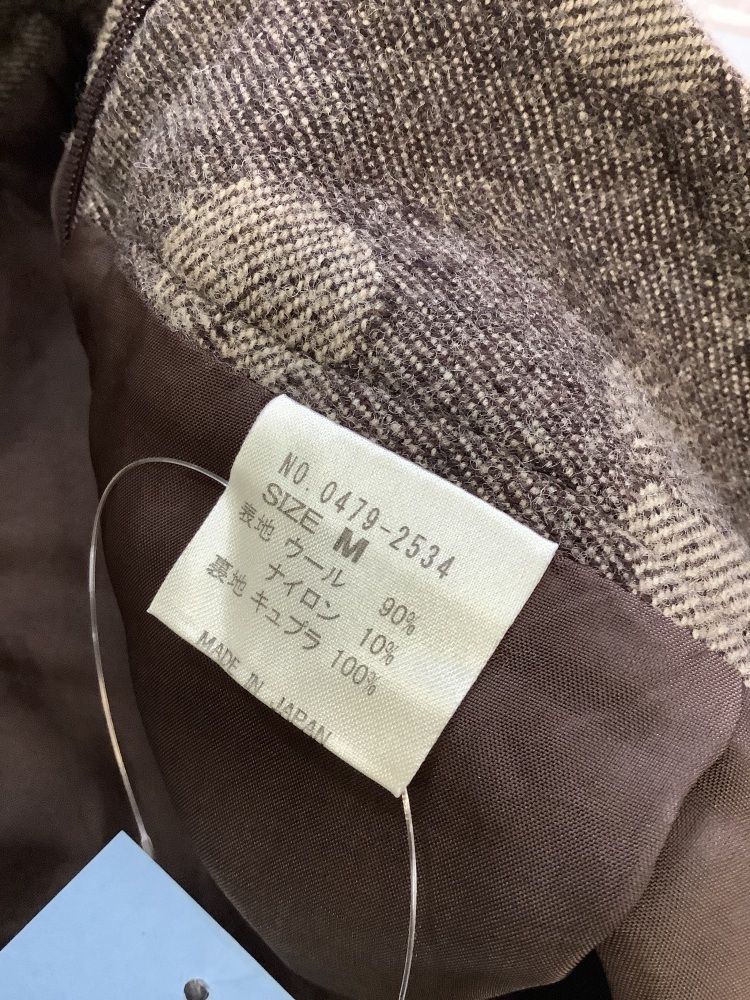 NO. 0479-2534
SIZE M
表地 ウール 90%
ナイロン 10%
裏地 キュプラ 100%
MADE IN JAPAN